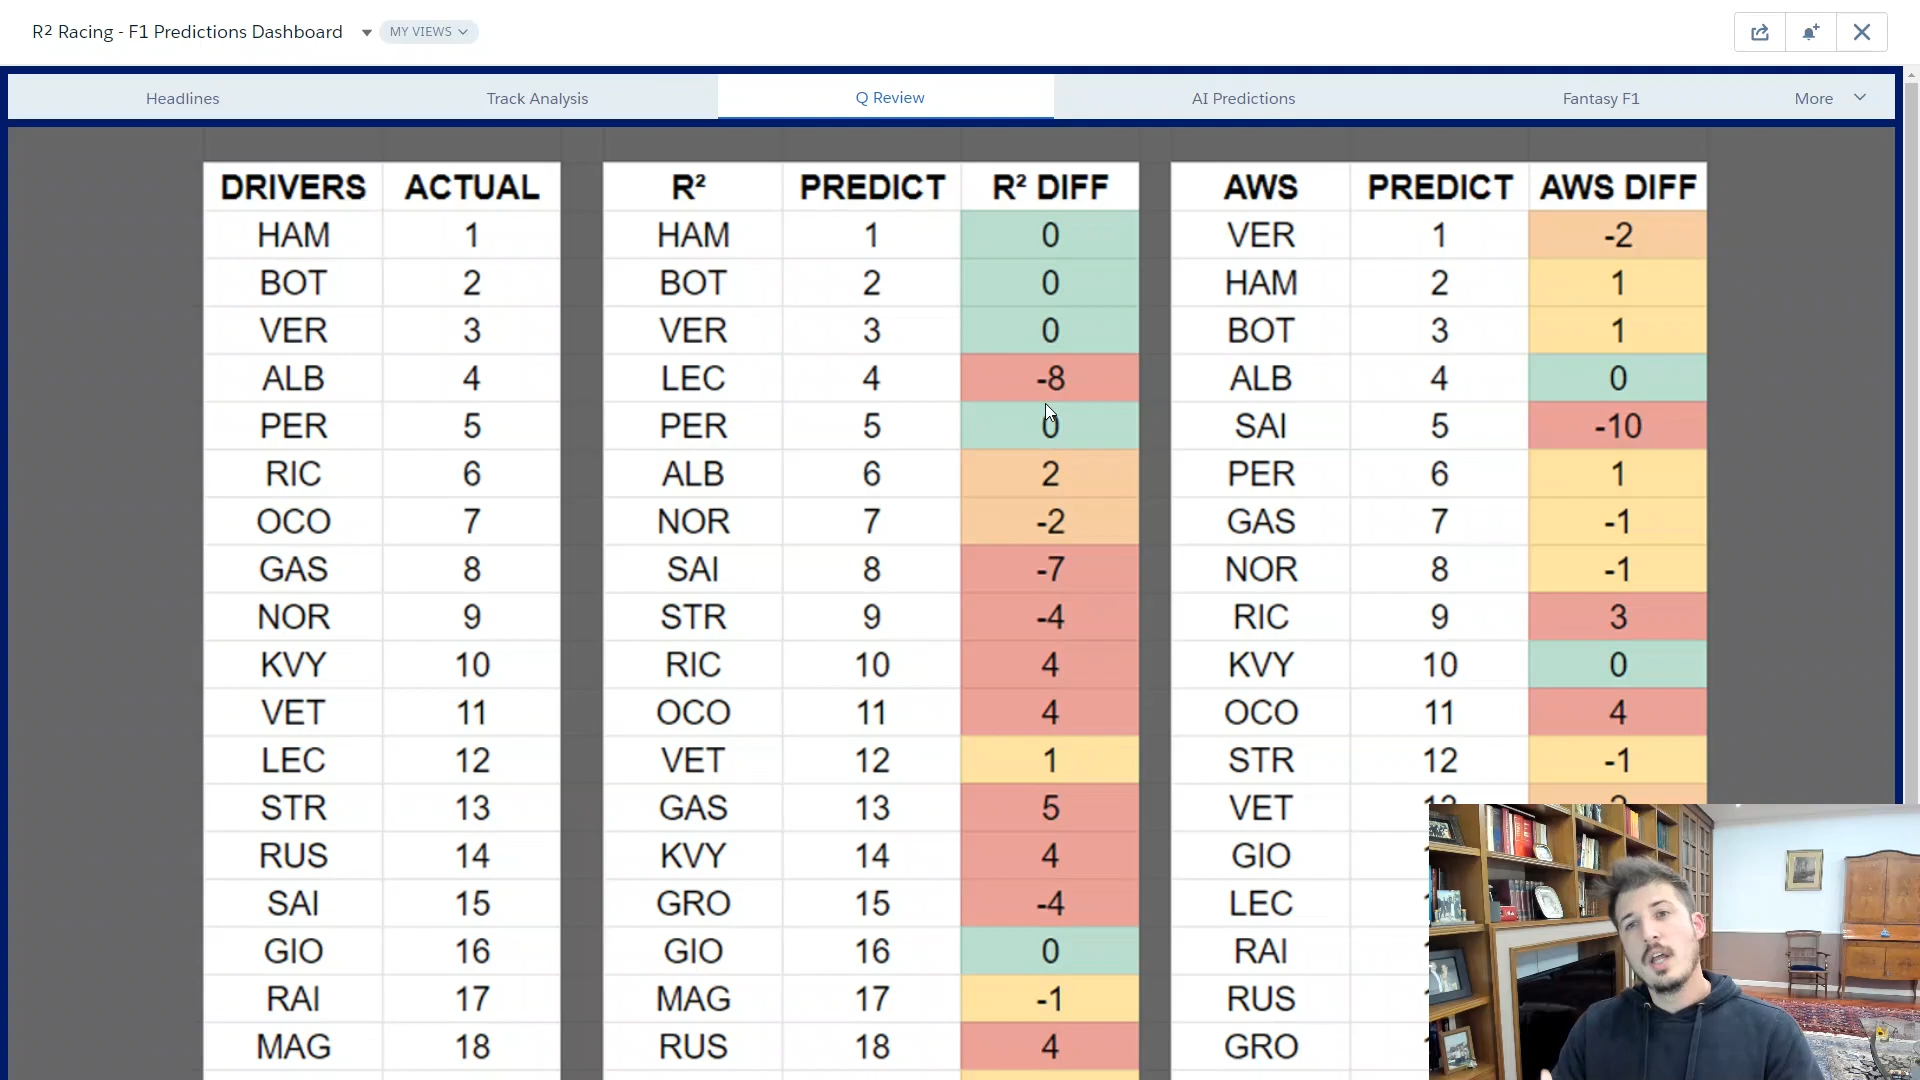 R² Racing - F1 Predictions Dashboard MY VIEWS
Headlines Track Analysis Q Review AI Predictions Fantasy F1 More
DRIVERS ACTUAL R² PREDICT R² DIFF AWS PREDICT AWS DIFF
HAM 1 HAM 1 0 VER 1 -2
BOT 2 BOT 2 0 HAM 2 1
VER 3 VER 3 0 BOT 3 1
ALB 4 LEC 4 -8 ALB 4 0
PER 5 PER 5 0 SAI 5 -10
RIC 6 ALB 6 2 PER 6 1
OCO 7 NOR 7 -2 GAS 7 -1
GAS 8 SAI 8 -7 NOR 8 -1
NOR 9 STR 9 -4 RIC 9 3
KVY 10 RIC 10 4 KVY 10 0
VET 11 OCO 11 4 OCO 11 4
LEC 12 VET 12 1 STR 12 -1
STR 13 GAS 13 5 VET
RUS 14 KVY 14 4 GIO
SAI 15 GRO 15 -4 LEC
GIO 16 GIO 16 0 RAI
RAI 17 MAG 17 -1 RUS
MAG 18 RUS 18 4 GRO